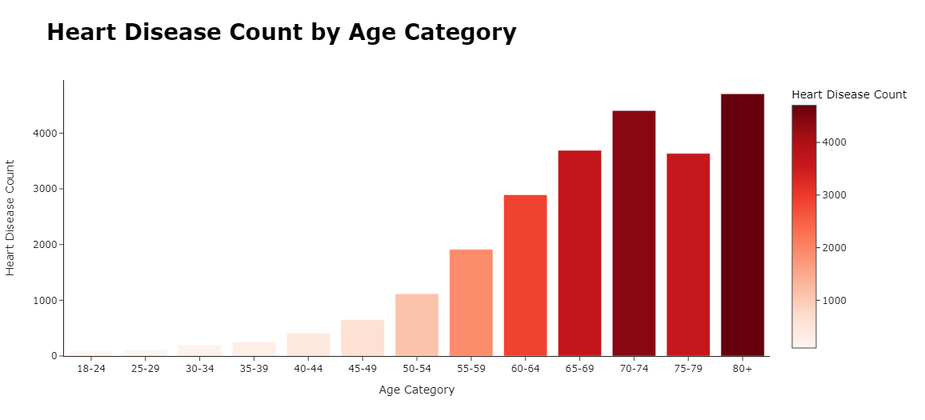 Heart Disease Count by Age Category
Heart Disease Count
4000
3000
2000
1000
0
Heart Disease Count
4000
3000
2000
1000
18-24 25-29 30-34 35-39 40-44 45-49 50-54 55-59 60-64 65-69 70-74 75-79 80+
Age Category